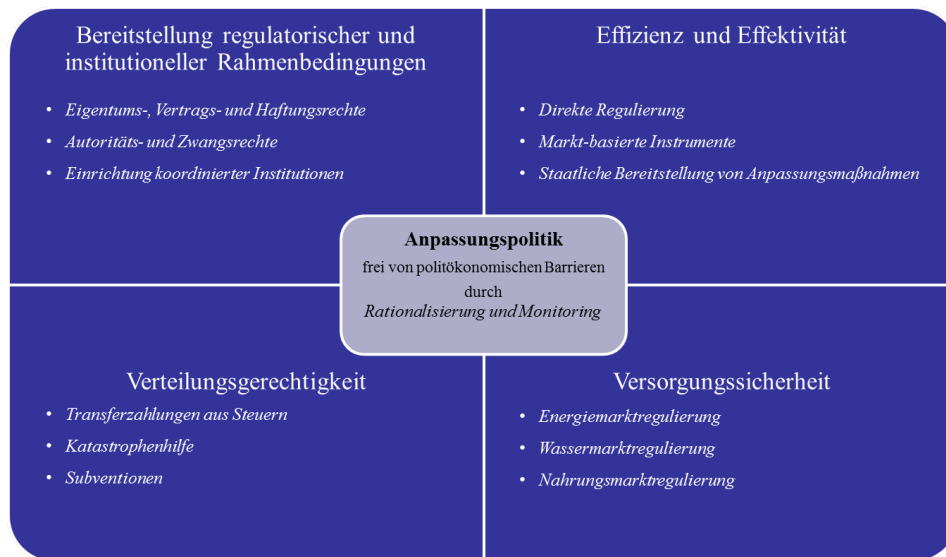 Bereitstellung regulatorischer und
institutioneller Rahmenbedingungen
• Eigentums-, Vertrags- und Haftungsrechte
• Autoritäts- und Zwangsrechte
• Einrichtung koordinierter Institutionen
Effizienz und Effektivität
• Direkte Regulierung
• Markt-basierte Instrumente
• Staatliche Bereitstellung von Anpassungsmaßnahmen
Anpassungspolitik
frei von politökonomischen Barrieren
durch
Rationalisierung und Monitoring
Verteilungsgerechtigkeit
• Transferzahlungen aus Steuern
• Katastrophenhilfe
• Subventionen
Versorgungssicherheit
• Energiemarktregulierung
• Wassermarktregulierung
• Nahrungsmarktregulierung